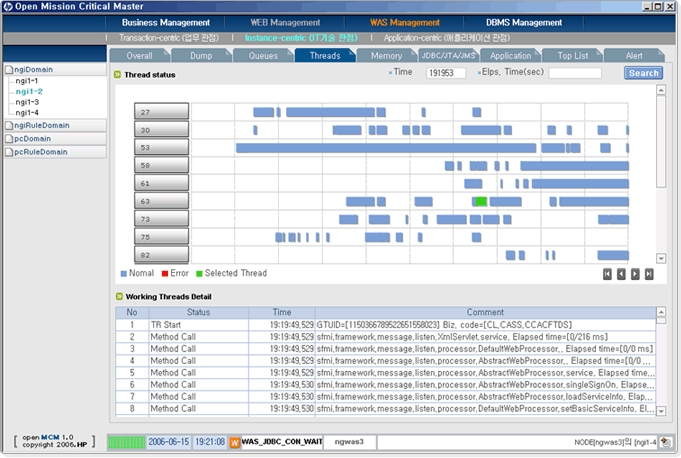 Open Mission Critical Master
Business Management WEB Management WAS Management DBMS Management
Transaction-centric (업무 관점) Instance-centric (IT기술 관점) Application-centric (애플리케이션 관점)
Overall Dump Queues Threads Memory JDBC/JTA/JMS Application Top List Alert
ngiDomain
ngi1-1
ngi1-2
ngi1-3
ngi1-4
ngiRuleDomain
pcDomain
pcRuleDomain
Thread status Time 191953 Elps, Time(sec) Search
27
30
53
58
61
63
73
75
82
Nomal Error Selected Thread
Working Threads Detail
No Status Time Comment
1 TR Start 19:19:49,529 GTUID=[1150366789522651558023] Biz, code=[CL,CASS,CCACFTDS]
2 Method Call 19:19:49,529 sfmi,framework,message,listen,XmlServlet,service, Elapsed time=[0/216 ms]
3 Method Call 19:19:49,529 sfmi,framework,message,listen,processor,DefaultWebProcessor,, Elapsed time=[0/0 ms]
4 Method Call 19:19:49,529 sfmi,framework,message,listen,processor,AbstractWebProcessor,, Elapsed time=[0/0 ,,,
5 Method Call 19:19:49,529 sfmi,framework,message,listen,processor,AbstractWebProcessor,service, Elapsed time,,,
6 Method Call 19:19:49,530 sfmi,framework,message,listen,processor,AbstractWebProcessor,singleSignOn, Elapse,,,
7 Method Call 19:19:49,530 sfmi,framework,message,listen,processor,AbstractWebProcessor,loadServiceInfo, Elap,,,
8 Method Call 19:19:49,530 sfmi,framework,message,listen,processor,DefaultWebProcessor,setBasicServiceInfo, El,,,
open MCM 1.0
copyright 2006.HP
2006-06-15 19:21:08 W WAS_JDBC_CON_WAIT ngwas3 NODE[ngwas3]의 [ngi1-4